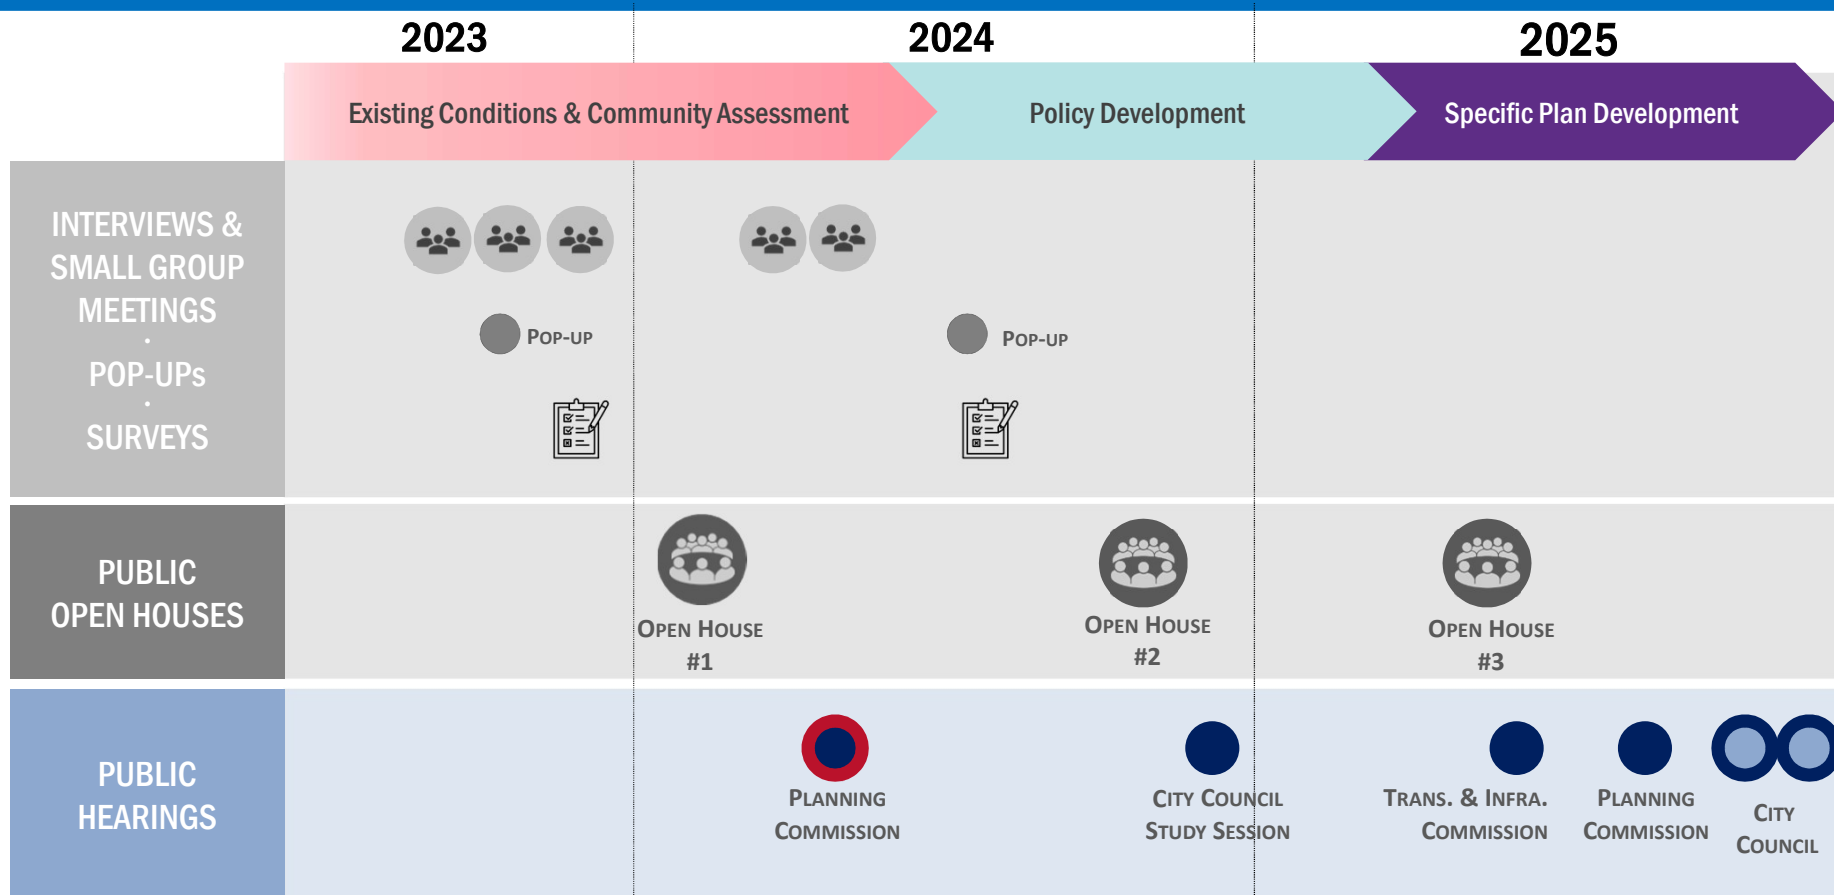 2023
2024
2025
Existing Conditions & Community Assessment
Policy Development
Specific Plan Development
INTERVIEWS &
SMALL GROUP
MEETINGS
·
POP-UPs
·
SURVEYS
POP-UP
POP-UP
PUBLIC
OPEN HOUSES
OPEN HOUSE
#1
OPEN HOUSE
#2
OPEN HOUSE
#3
PUBLIC
HEARINGS
PLANNING
COMMISSION
CITY COUNCIL
STUDY SESSION
TRANS. & INFRA.
COMMISSION
PLANNING
COMMISSION
CITY
COUNCIL